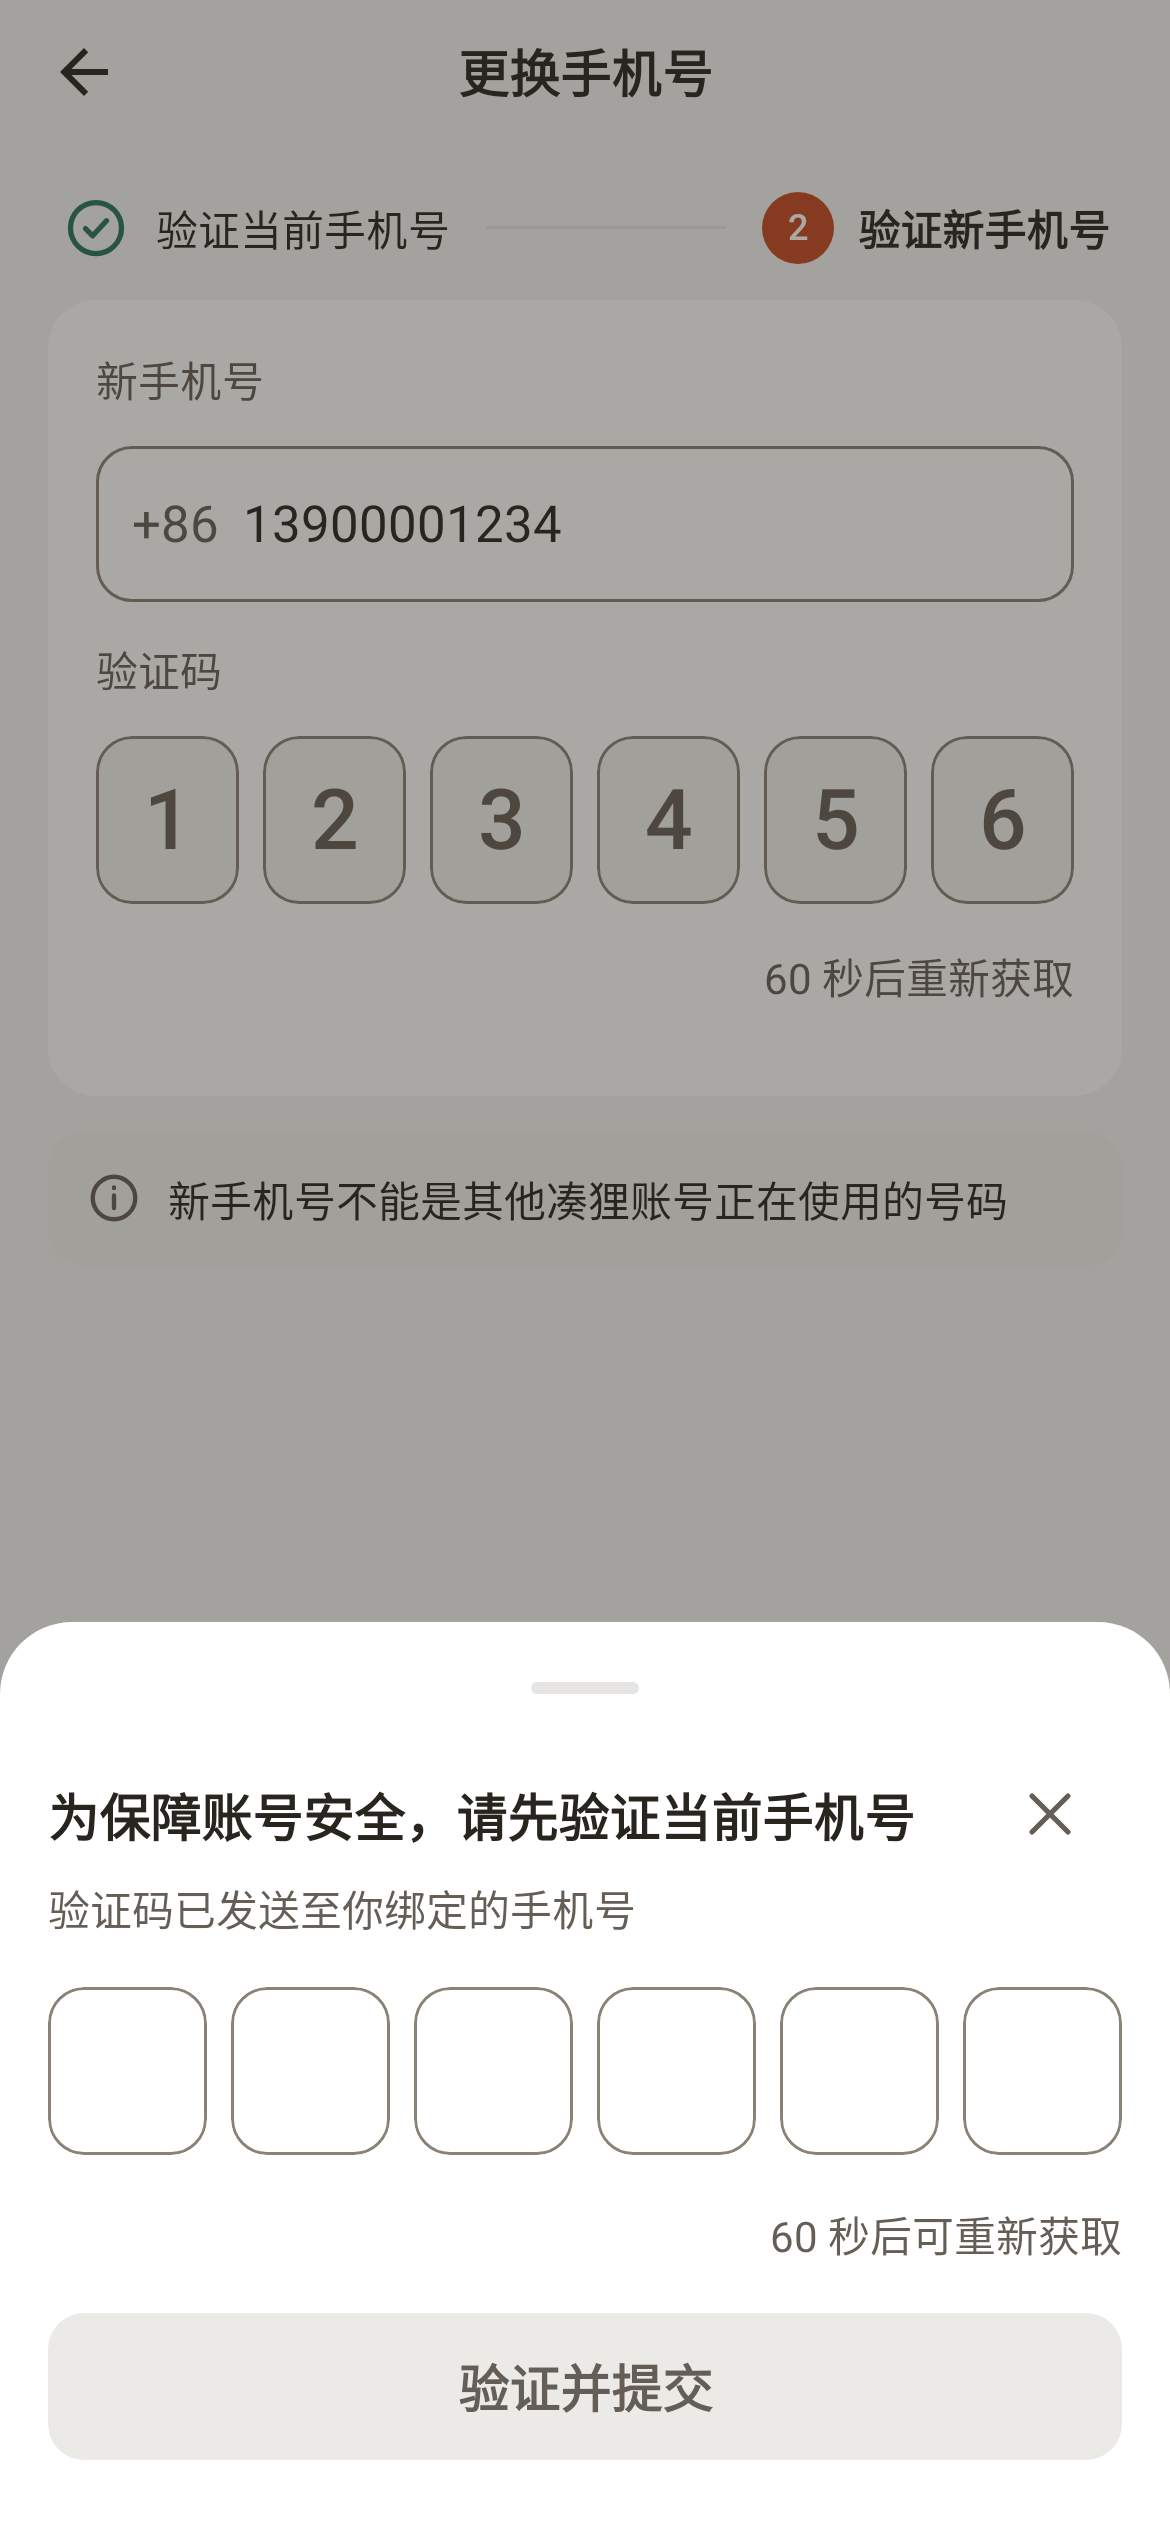 更换手机号
验证当前手机号
2 验证新手机号
新手机号
+86 13900001234
验证码
1 2 3 4 5 6
60 秒后重新获取
新手机号不能是其他凑狸账号正在使用的号码
为保障账号安全，请先验证当前手机号
验证码已发送至你绑定的手机号
60 秒后可重新获取
验证并提交